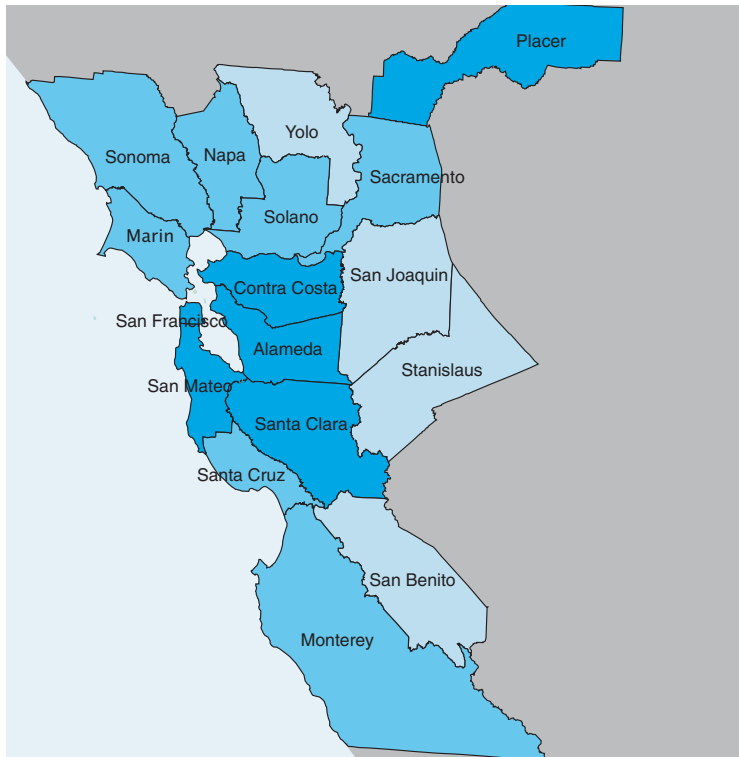 Placer
Yolo
Sonoma
Napa
Sacramento
Solano
Marin
San Joaquin
Contra Costa
San Francisco
Alameda
Stanislaus
San Mateo
Santa Clara
Santa Cruz
San Benito
Monterey